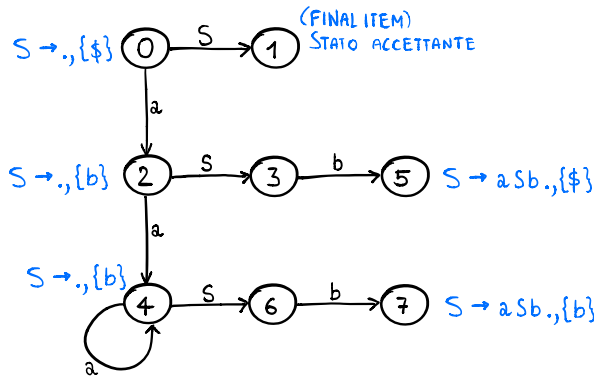 (FINAL ITEM)
S → ., {$} 0 S 1 STATO ACCETTANTE
a
S → ., {b} 2 S 3 b 5 S → aSb ., {$}
a
S → ., {b}
4 S 6 b 7 S → aSb ., {b}
a